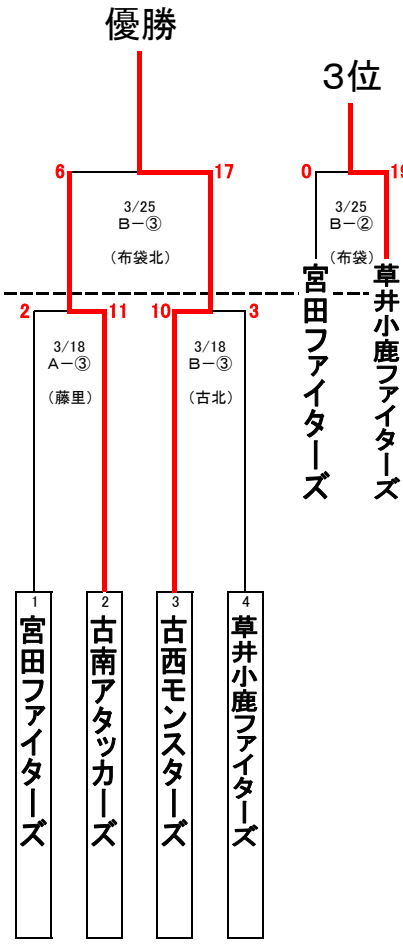 優勝
3位
6
17
0
19
3/25
B－③
(布袋北)
3/25
B－②
(布袋)
宮田ファイターズ
草井小鹿ファイターズ
2
11
10
3
3/18
A－③
(藤里)
3/18
B－③
(古北)
1
宮田ファイターズ
2
古南アタッカーズ
3
古西モンスターズ
4
草井小鹿ファイターズ